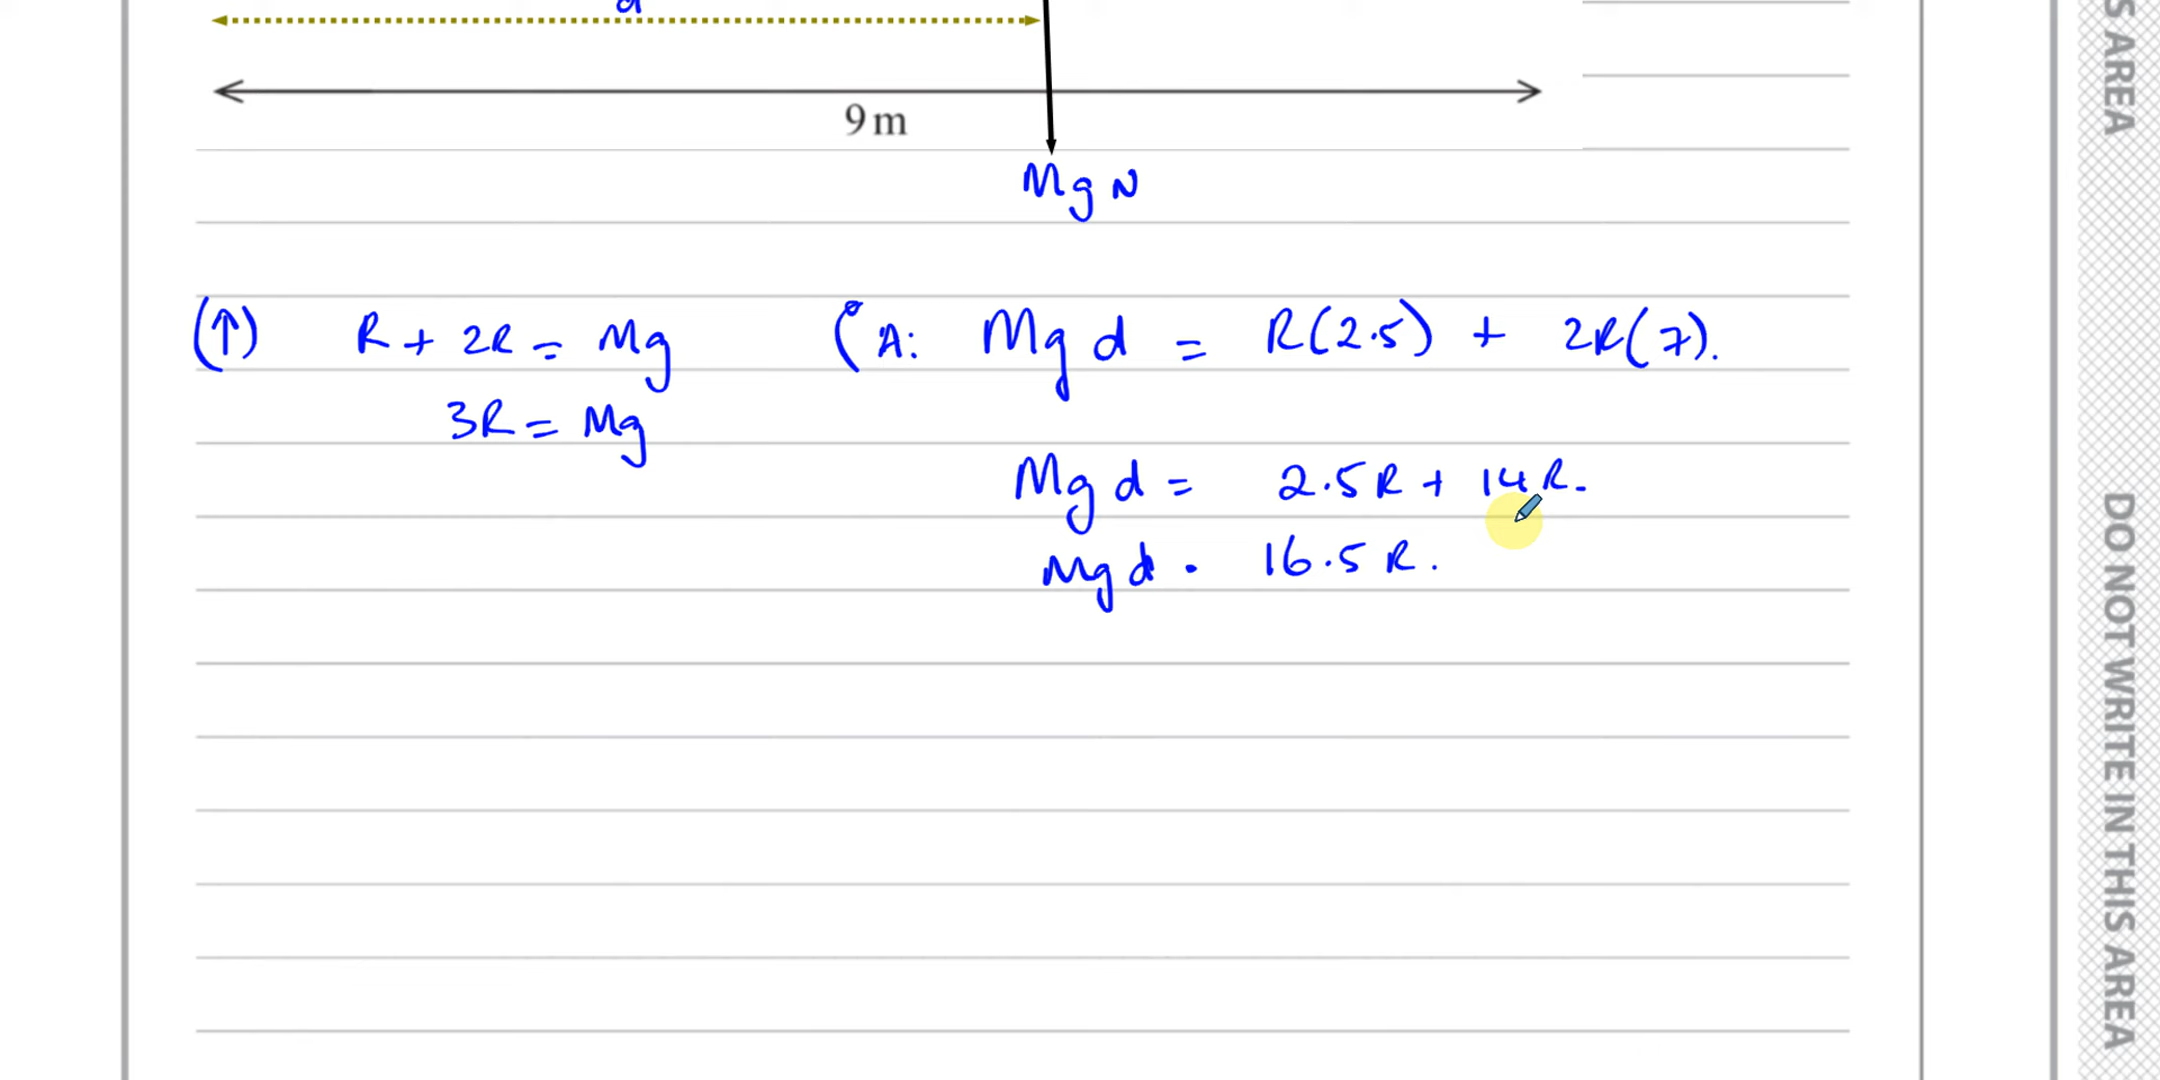 d
9 m
Mg N
(↑) R + 2R = Mg
3R = Mg
A: Mg d = R(2.5) + 2R(7).
Mg d = 2.5R + 14R.
Mg d = 16.5R.
S AREA
DO NOT WRITE IN THIS AREA